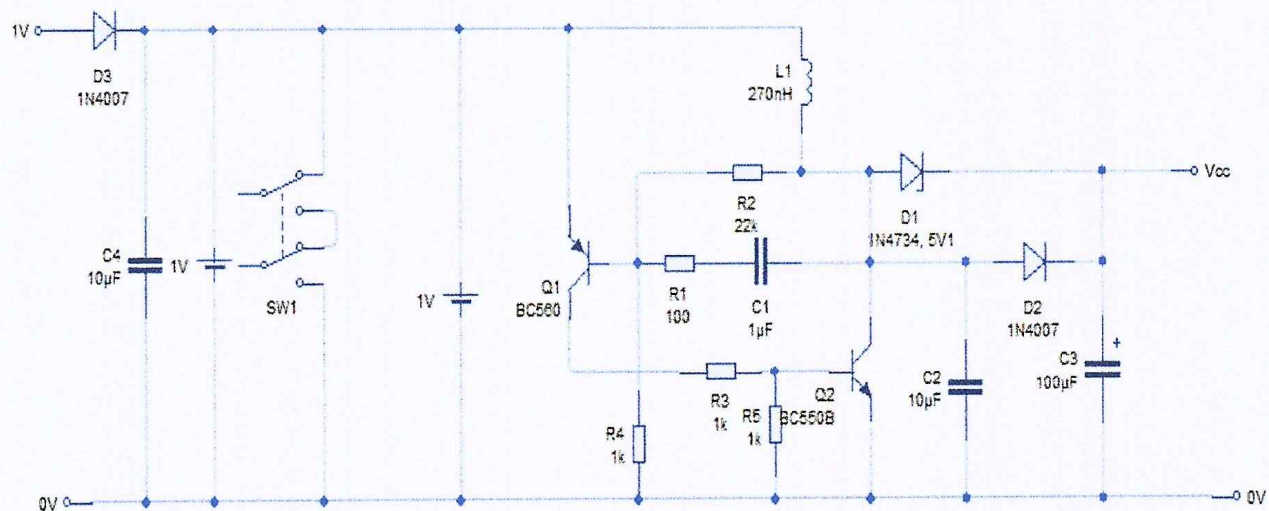 1V
D3
1N4007
L1
270nH
Vcc
R2
22k
D1
1N4734, 5V1
C4
10µF
1V
SW1
1V
Q1
BC560
R1
100
C1
1µF
D2
1N4007
R3
1k
R5
1k
Q2
BC550B
C2
10µF
+
C3
100µF
R4
1k
0V
0V